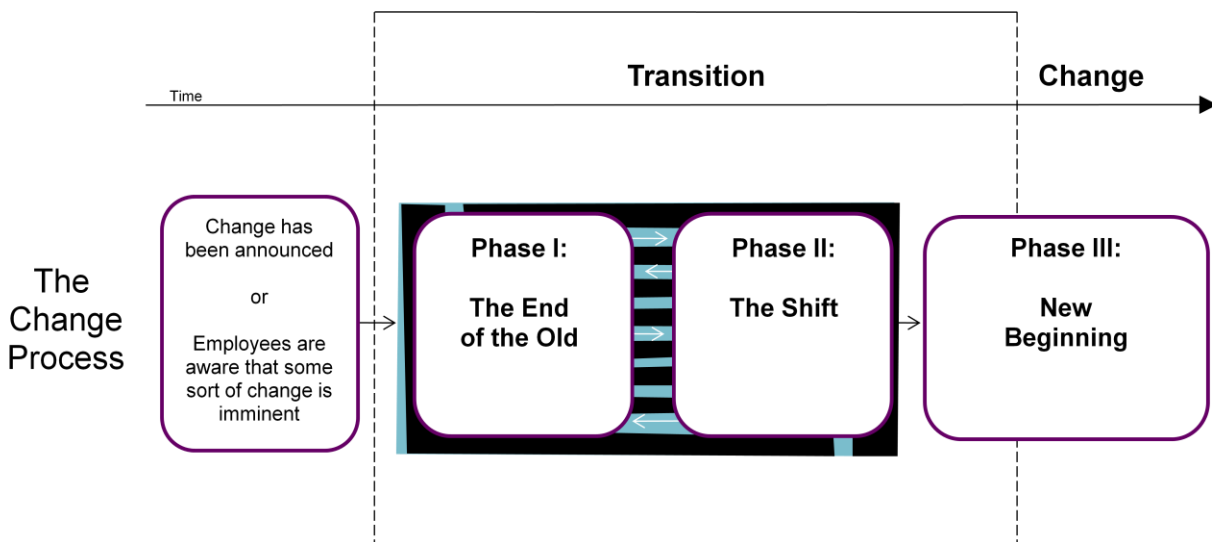 Transition
Change
Time
The
Change
Process
Change has
been announced
or
Employees are
aware that some
sort of change is
imminent
Phase I:
The End
of the Old
Phase II:
The Shift
Phase III:
New
Beginning